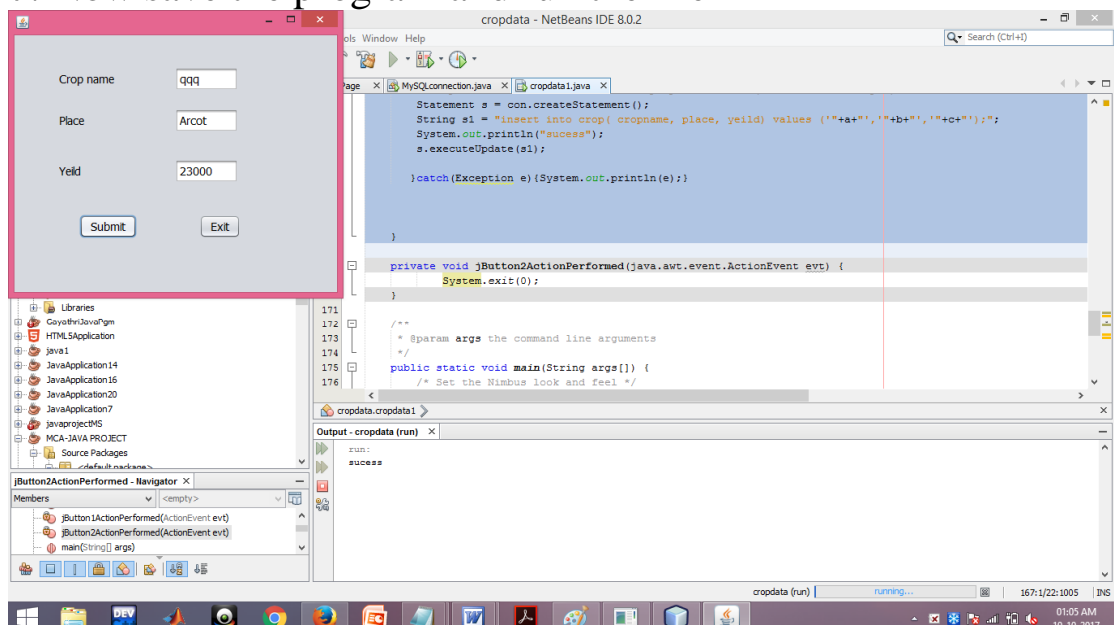 cropdata - NetBeans IDE 8.0.2
ols Window Help
Search (Ctrl+I)
Crop name qqq
Place Arcot
Yeild 23000
Submit Exit
Page MySQLconnection.java cropdata1.java
Statement s = con.createStatement();
String s1 = "insert into crop( cropname, place, yeild) values ('"+a+"','"+b+"','"+c+"');";
System.out.println("sucess");
s.executeUpdate(s1);
}catch(Exception e){System.out.println(e);}
}
private void jButton2ActionPerformed(java.awt.event.ActionEvent evt) {
System.exit(0);
}
171
172 /**
173 * @param args the command line arguments
174 */
175 public static void main(String args[]) {
176 /* Set the Nimbus look and feel */
cropdata.cropdata1
Libraries
GayathriJavaPgm
HTML5Application
java1
JavaApplication14
JavaApplication16
JavaApplication20
JavaApplication7
javaprojectMS
MCA-JAVA PROJECT
Source Packages
<default package>
Output - cropdata (run)
run:
sucess
jButton2ActionPerformed - Navigator
Members <empty>
jButton1ActionPerformed(ActionEvent evt)
jButton2ActionPerformed(ActionEvent evt)
main(String[] args)
cropdata (run) running... 167:1/22:1005 INS
DEV
01:05 AM